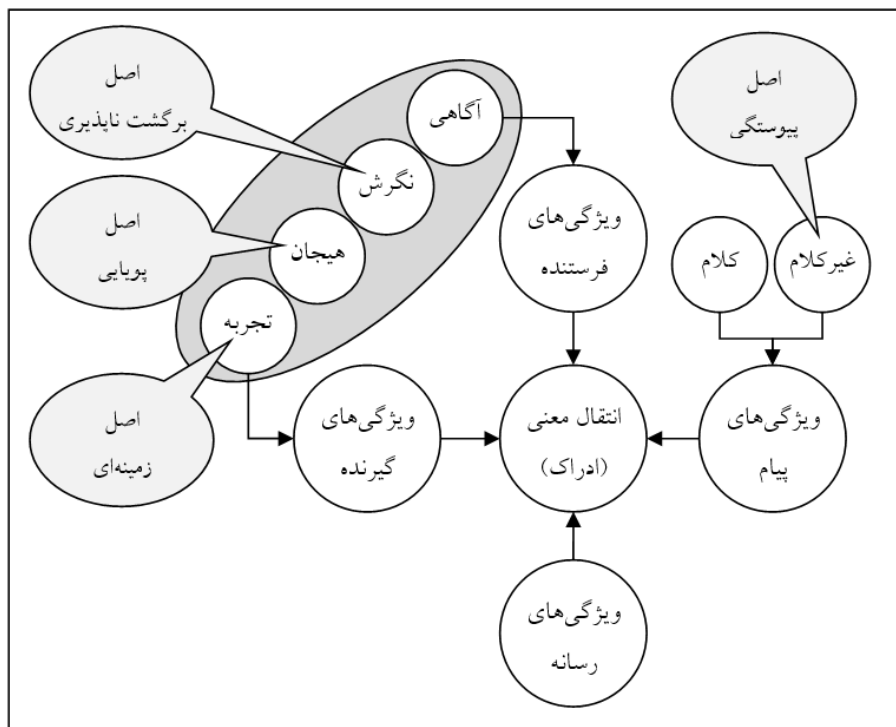 اصل
پیوستگی
اصل
برگشت ناپذیری
آگاهی
نگرش
اصل
پویایی
هیجان
تجربه
اصل
زمینه‌ای
غیرکلام
کلام
ویژگی‌های
فرستنده
ویژگی‌های
پیام
انتقال معنی
(ادراک)
ویژگی‌های
گیرنده
ویژگی‌های
رسانه